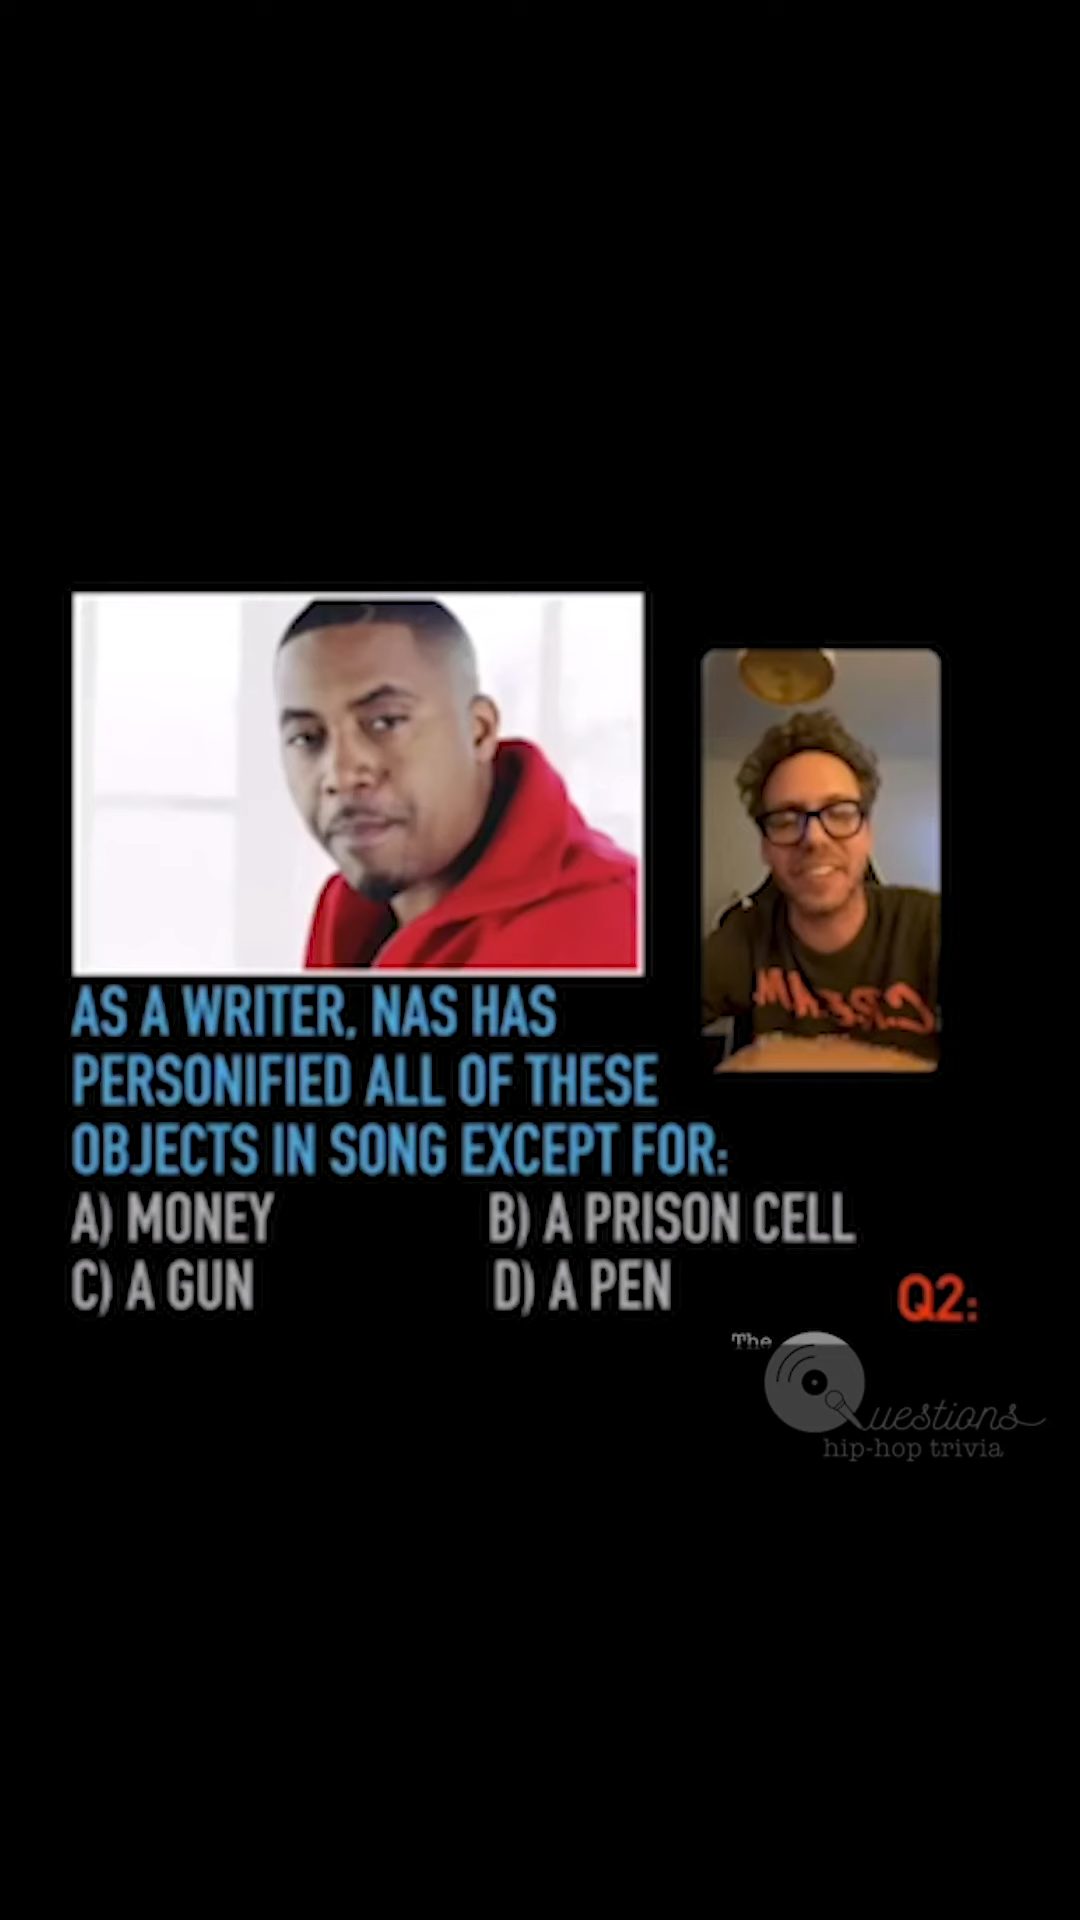 AS A WRITER, NAS HAS
PERSONIFIED ALL OF THESE
OBJECTS IN SONG EXCEPT FOR:
A) MONEY B) A PRISON CELL
C) A GUN D) A PEN
Q2:
The
Questions
hip-hop trivia
C.R.E.A.M.